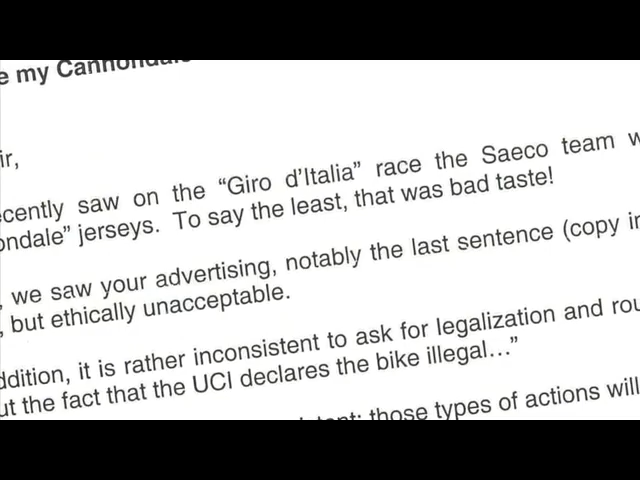 e my Cannondale
ir,
ecently saw on the “Giro d’Italia” race the Saeco team w
ondale” jerseys. To say the least, that was bad taste!
, we saw your advertising, notably the last sentence (copy in
, but ethically unacceptable.
ddition, it is rather inconsistent to ask for legalization and rou
ut the fact that the UCI declares the bike illegal…”
those types of actions will